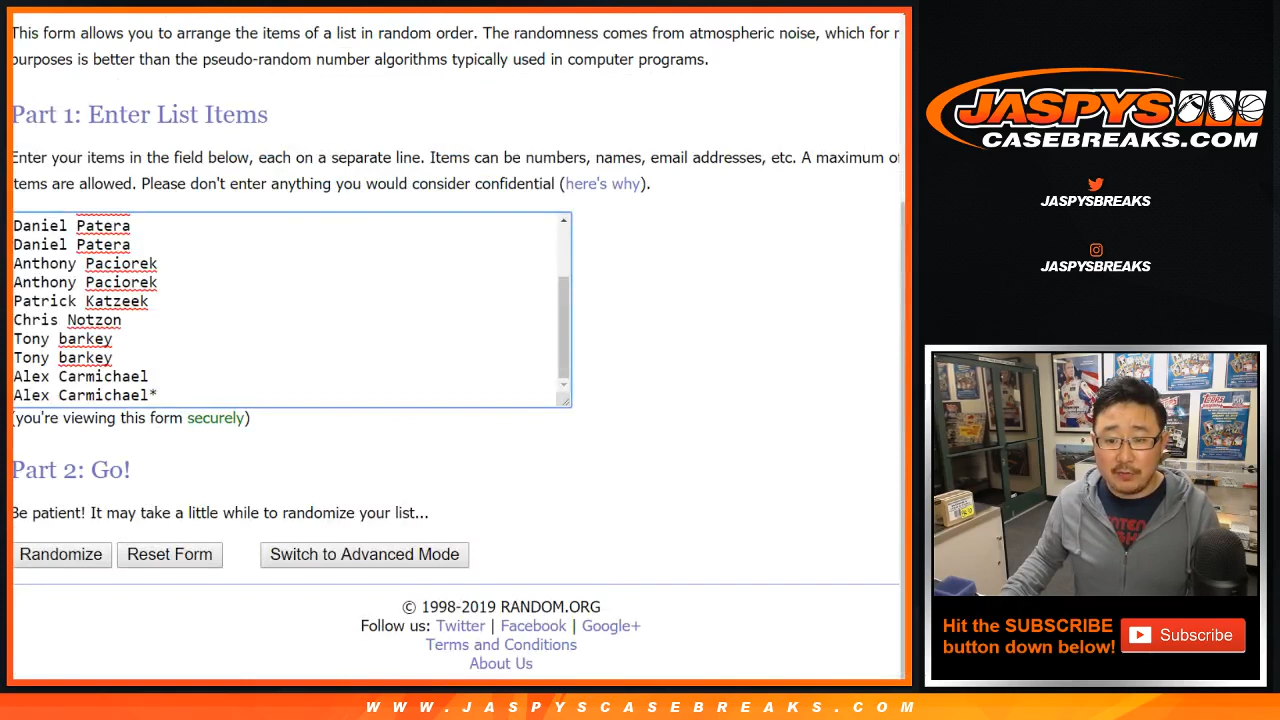 This form allows you to arrange the items of a list in random order. The randomness comes from atmospheric noise, which for
purposes is better than the pseudo-random number algorithms typically used in computer programs.
Part 1: Enter List Items
Enter your items in the field below, each on a separate line. Items can be numbers, names, email addresses, etc. A maximum
items are allowed. Please don't enter anything you would consider confidential (here's why).
Daniel Patera
Daniel Patera
Anthony Paciorek
Anthony Paciorek
Patrick Katzeek
Chris Notzon
Tony barkey
Tony barkey
Alex Carmichael
Alex Carmichael*
(you're viewing this form securely)
Part 2: Go!
Be patient! It may take a little while to randomize your list...
Randomize Reset Form Switch to Advanced Mode
© 1998-2019 RANDOM.ORG
Follow us: Twitter | Facebook | Google+
Terms and Conditions
About Us
JASPYS
CASEBREAKS.COM
JASPYSBREAKS
JASPYSBREAKS
Hit the SUBSCRIBE
button down below!
Subscribe
WWW.JASPYSCASEBREAKS.COM